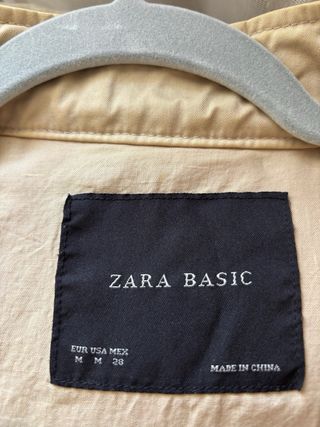 ZARA BASIC
EUR USA MEX
M M 28
MADE IN CHINA